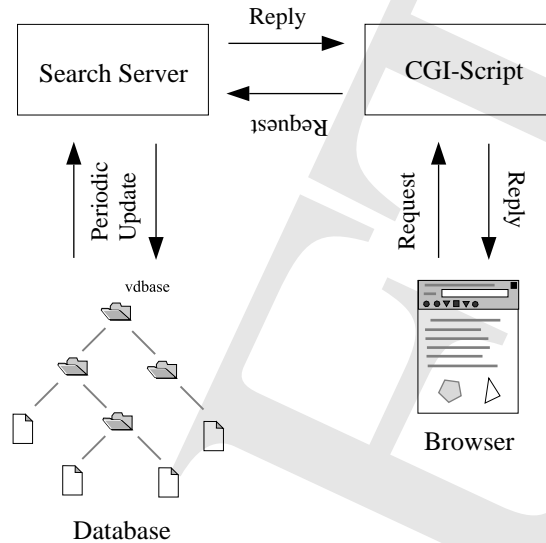 Reply
Search Server
CGI-Script
Request
Periodic
Update
Request
Reply
vdbase
Browser
Database